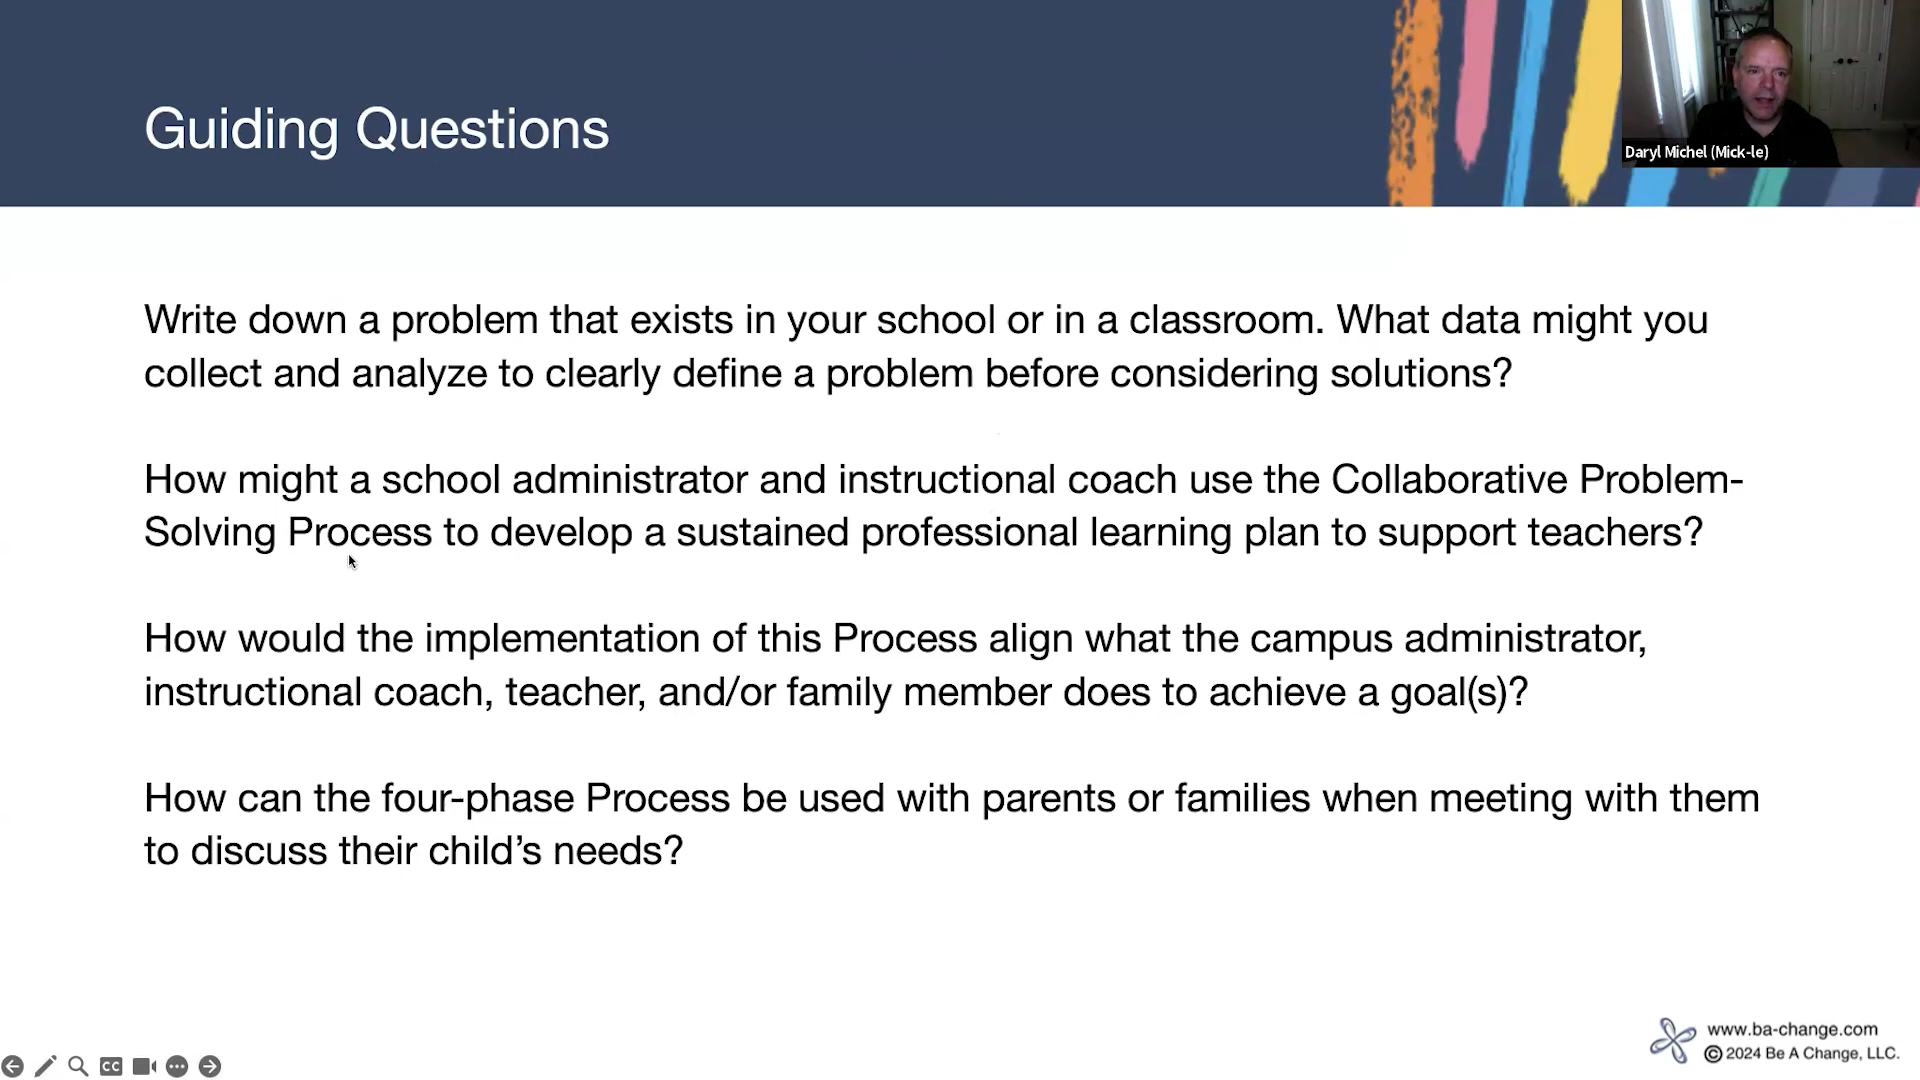 Guiding Questions
Daryl Michel (Mick-le)
Write down a problem that exists in your school or in a classroom. What data might you
collect and analyze to clearly define a problem before considering solutions?
How might a school administrator and instructional coach use the Collaborative Problem-
Solving Process to develop a sustained professional learning plan to support teachers?
How would the implementation of this Process align what the campus administrator,
instructional coach, teacher, and/or family member does to achieve a goal(s)?
How can the four-phase Process be used with parents or families when meeting with them
to discuss their child’s needs?
CC
www.ba-change.com
© 2024 Be A Change, LLC.